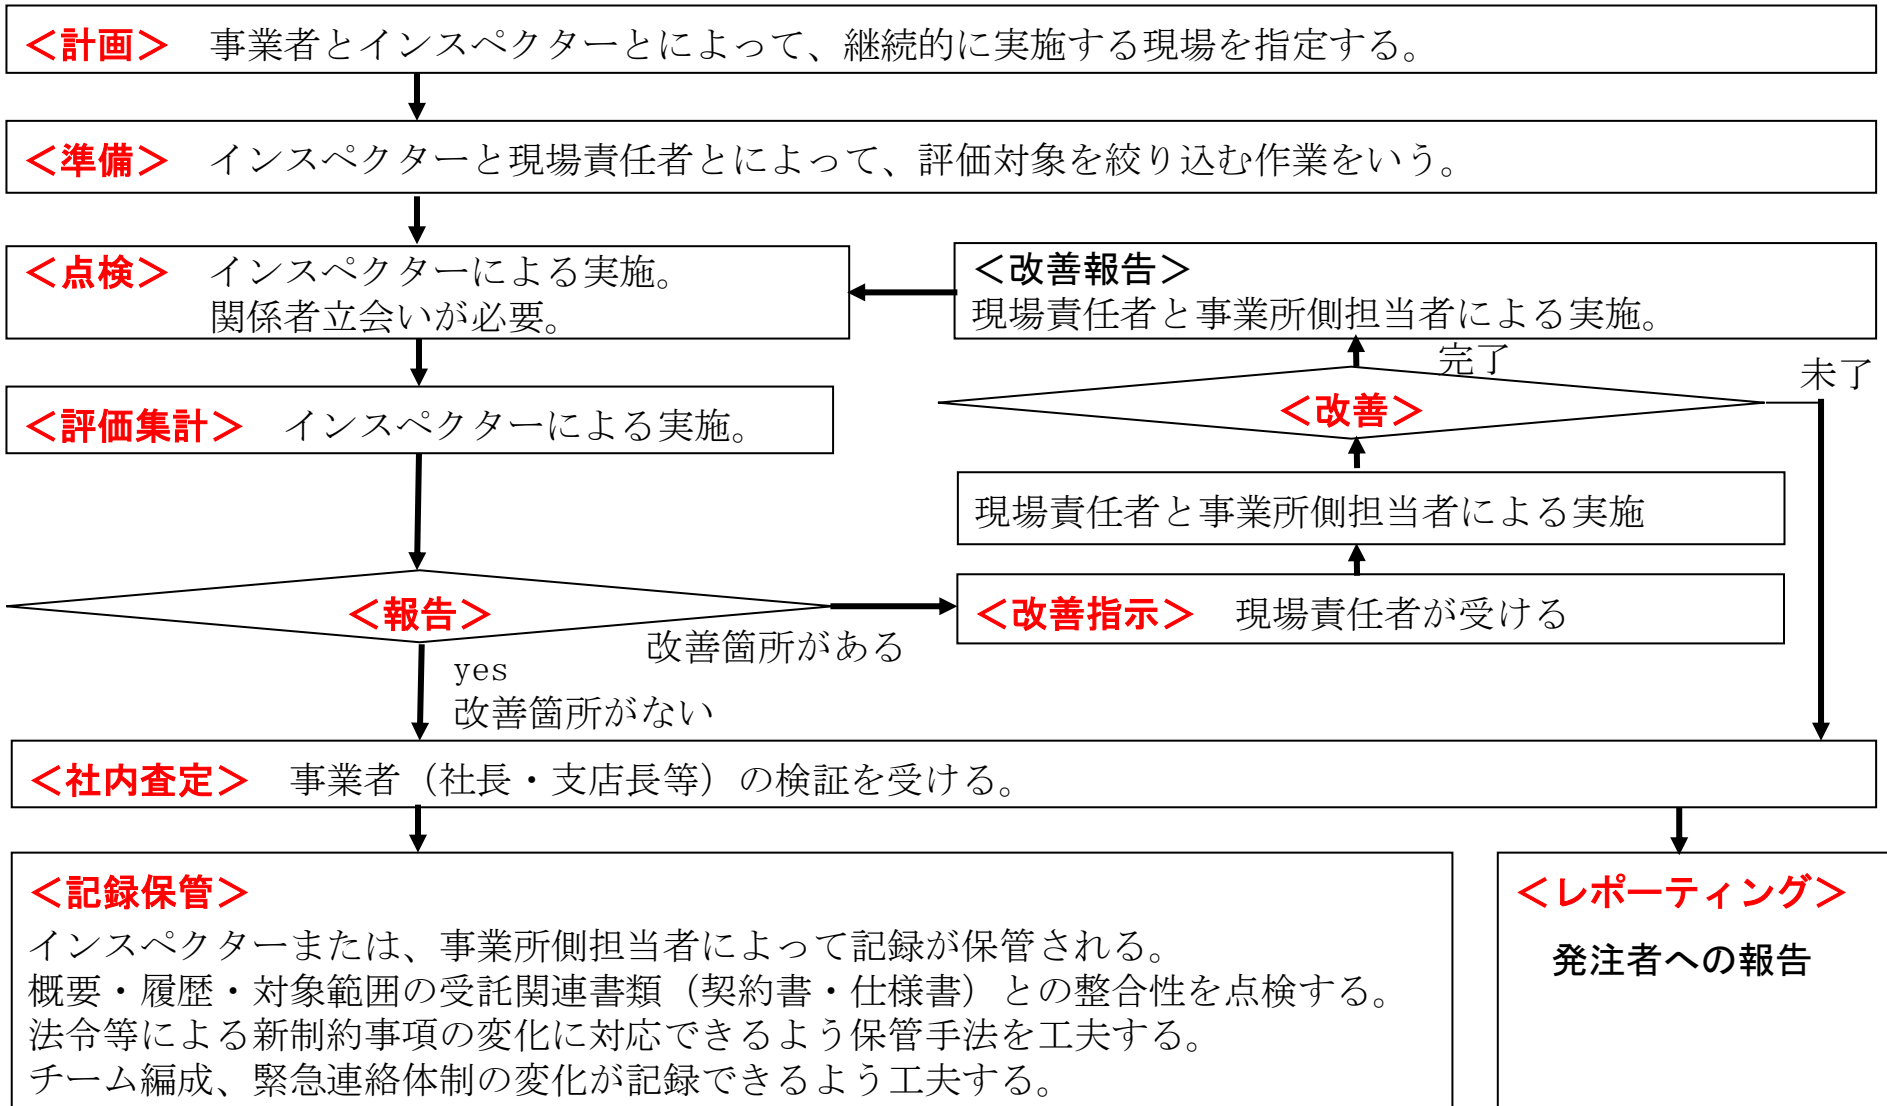 ＜計画＞　事業者とインスペクターとによって、継続的に実施する現場を指定する。
＜準備＞　インスペクターと現場責任者とによって、評価対象を絞り込む作業をいう。
＜点検＞　インスペクターによる実施。
関係者立会いが必要。
＜改善報告＞
現場責任者と事業所側担当者による実施。
完了
未了
＜評価集計＞　インスペクターによる実施。
＜改善＞
現場責任者と事業所側担当者による実施
＜報告＞
＜改善指示＞　現場責任者が受ける
改善箇所がある
yes
改善箇所がない
＜社内査定＞　事業者（社長・支店長等）の検証を受ける。
＜記録保管＞
インスペクターまたは、事業所側担当者によって記録が保管される。
概要・履歴・対象範囲の受託関連書類（契約書・仕様書）との整合性を点検する。
法令等による新制約事項の変化に対応できるよう保管手法を工夫する。
チーム編成、緊急連絡体制の変化が記録できるよう工夫する。
＜レポーティング＞
発注者への報告